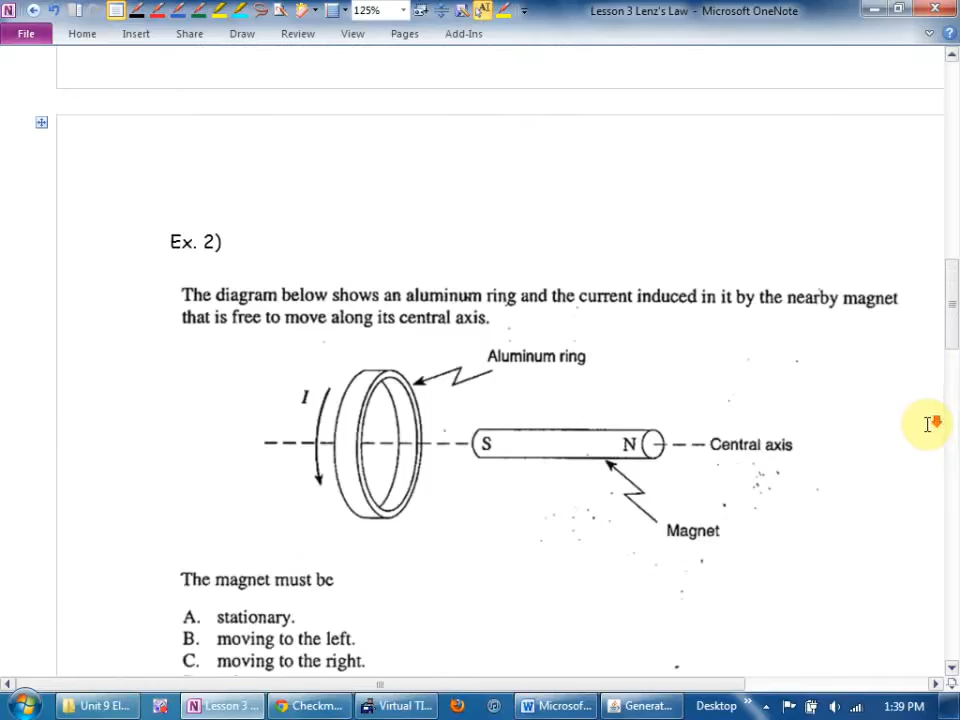 125%
Lesson 3 Lenz's Law - Microsoft OneNote
File Home Insert Share Draw Review View Pages Add-Ins
Ex. 2)
The diagram below shows an aluminum ring and the current induced in it by the nearby magnet
that is free to move along its central axis.
Aluminum ring
I
S N Central axis
Magnet
The magnet must be
A. stationary.
B. moving to the left.
C. moving to the right.
Unit 9 El... Lesson 3 ... Checkm... Virtual TI... Microsof... Generat... Desktop 1:39 PM